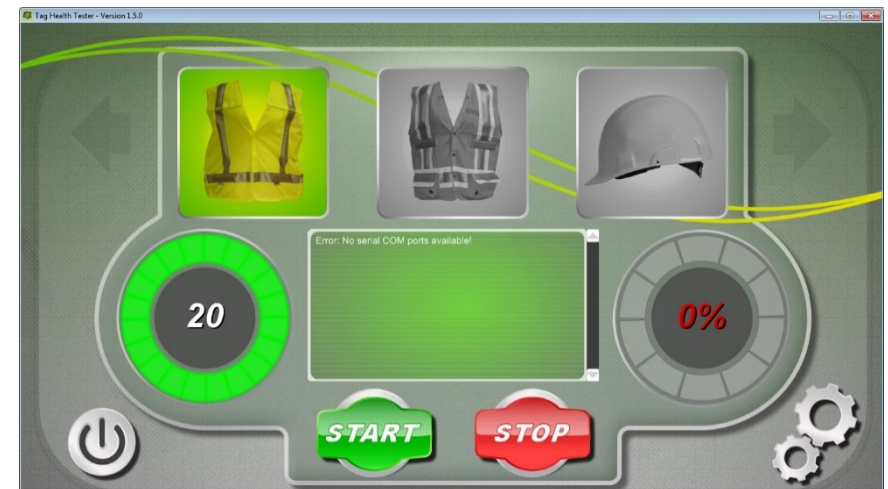 Tag Health Tester - Version 1.5.0
Error: No serial COM ports available!
20
0%
START
STOP